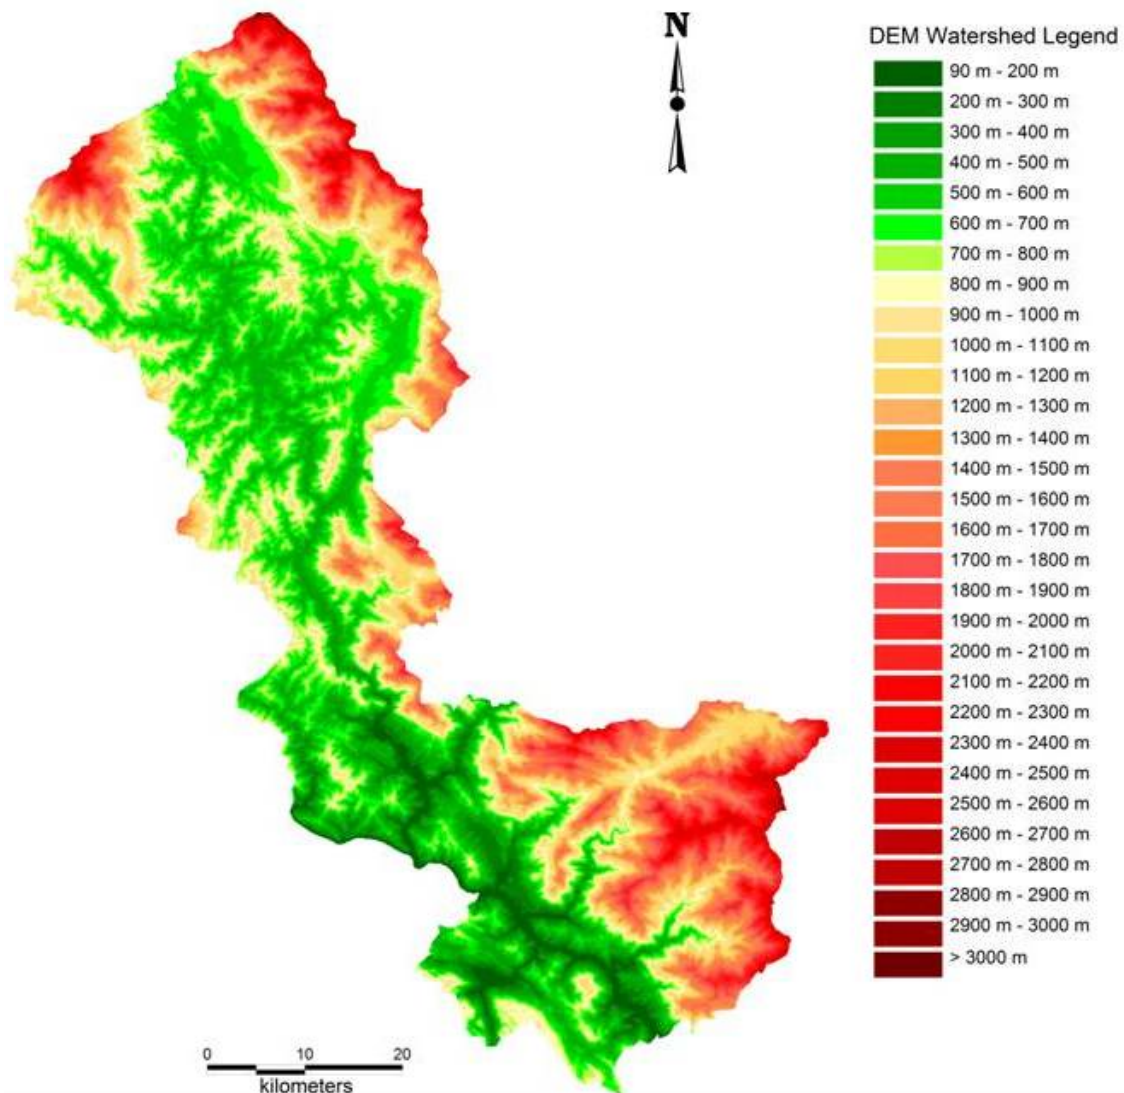 N
DEM Watershed Legend
90 m - 200 m
200 m - 300 m
300 m - 400 m
400 m - 500 m
500 m - 600 m
600 m - 700 m
700 m - 800 m
800 m - 900 m
900 m - 1000 m
1000 m - 1100 m
1100 m - 1200 m
1200 m - 1300 m
1300 m - 1400 m
1400 m - 1500 m
1500 m - 1600 m
1600 m - 1700 m
1700 m - 1800 m
1800 m - 1900 m
1900 m - 2000 m
2000 m - 2100 m
2100 m - 2200 m
2200 m - 2300 m
2300 m - 2400 m
2400 m - 2500 m
2500 m - 2600 m
2600 m - 2700 m
2700 m - 2800 m
2800 m - 2900 m
2900 m - 3000 m
> 3000 m
0 10 20
kilometers